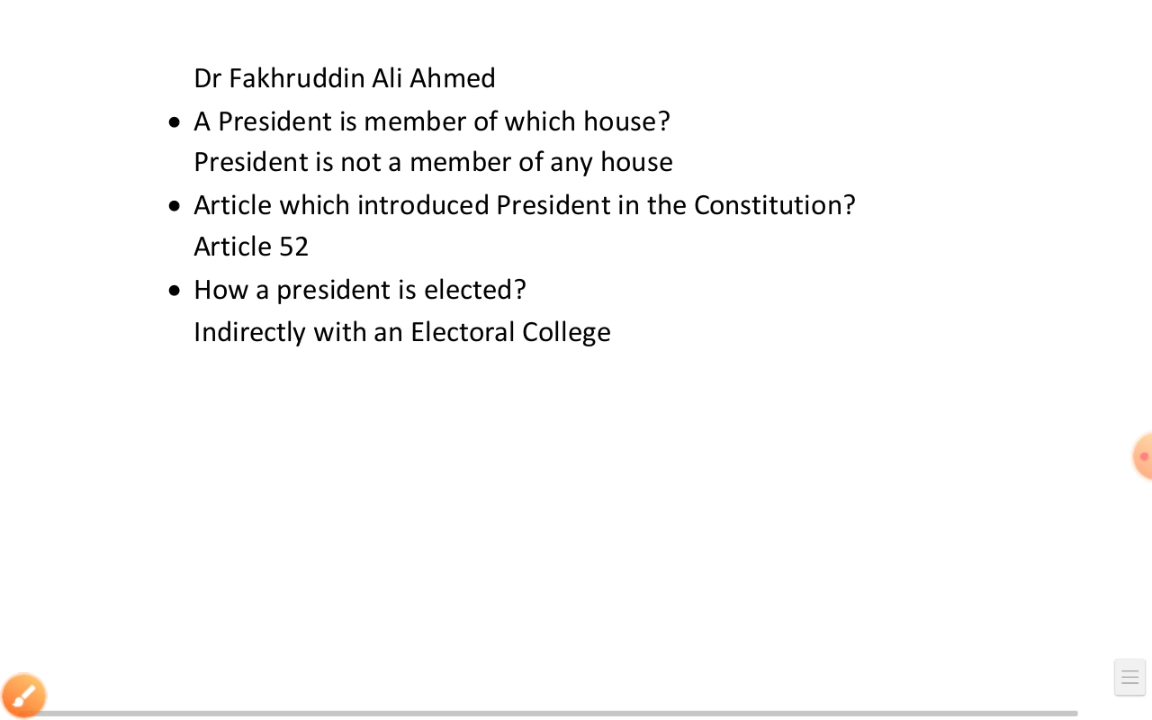 Dr Fakhruddin Ali Ahmed
• A President is member of which house?
President is not a member of any house
• Article which introduced President in the Constitution?
Article 52
• How a president is elected?
Indirectly with an Electoral College